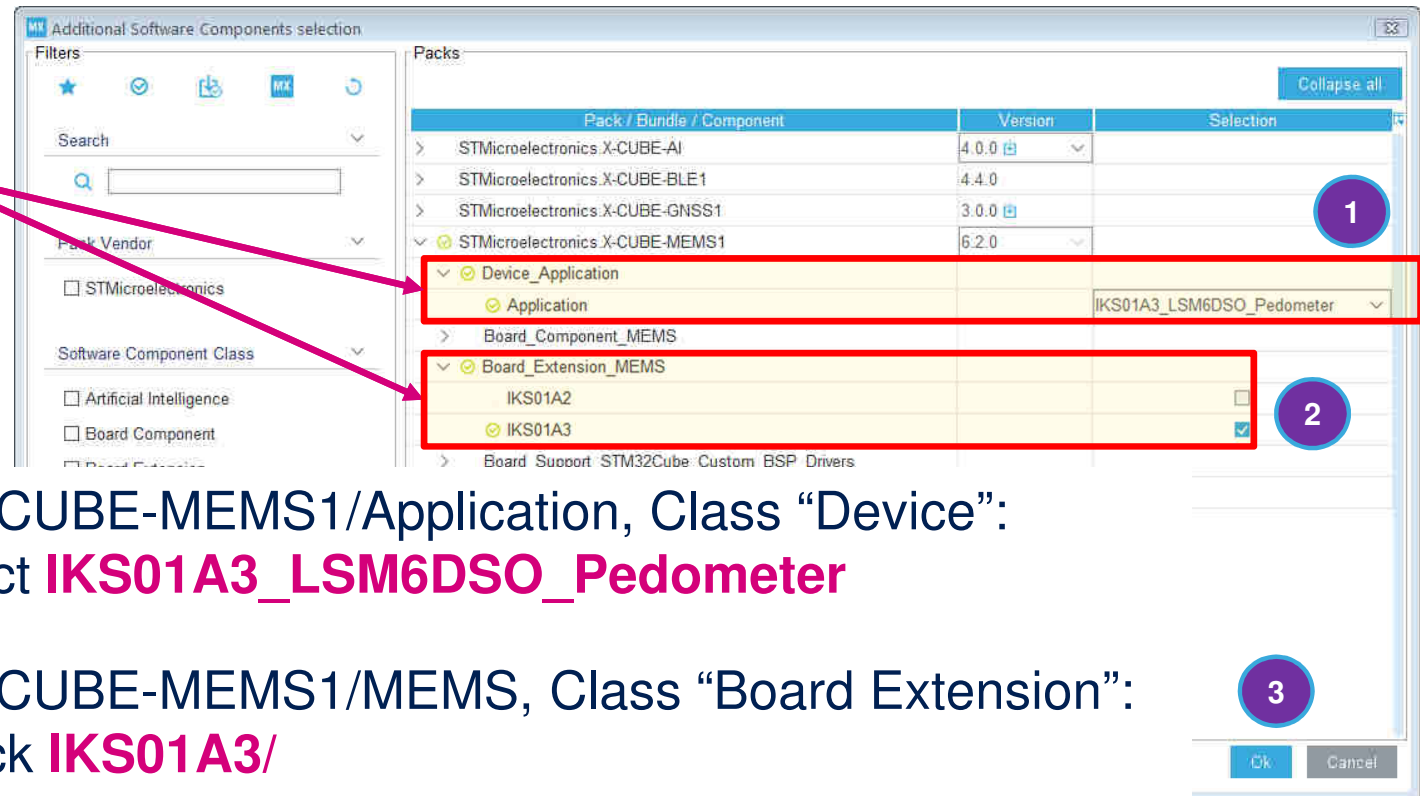 MX Additional Software Components selection
Filters
Packs
MX
Collapse all
Pack / Bundle / Component Version Selection
Search
STMicroelectronics.X-CUBE-AI 4.0.0
STMicroelectronics.X-CUBE-BLE1 4.4.0
STMicroelectronics.X-CUBE-GNSS1 3.0.0
1
Pack Vendor
STMicroelectronics.X-CUBE-MEMS1 6.2.0
Device_Application
STMicroelectronics
Application IKS01A3_LSM6DSO_Pedometer
Board_Component_MEMS
Software Component Class
Board_Extension_MEMS
Artificial Intelligence
IKS01A2
2
Board Component
IKS01A3
Board Extension
Board_Support_STM32Cube_Custom_BSP_Drivers
CUBE-MEMS1/Application, Class “Device”:
ct IKS01A3_LSM6DSO_Pedometer
CUBE-MEMS1/MEMS, Class “Board Extension”:
3
ck IKS01A3/
Ok Cancel